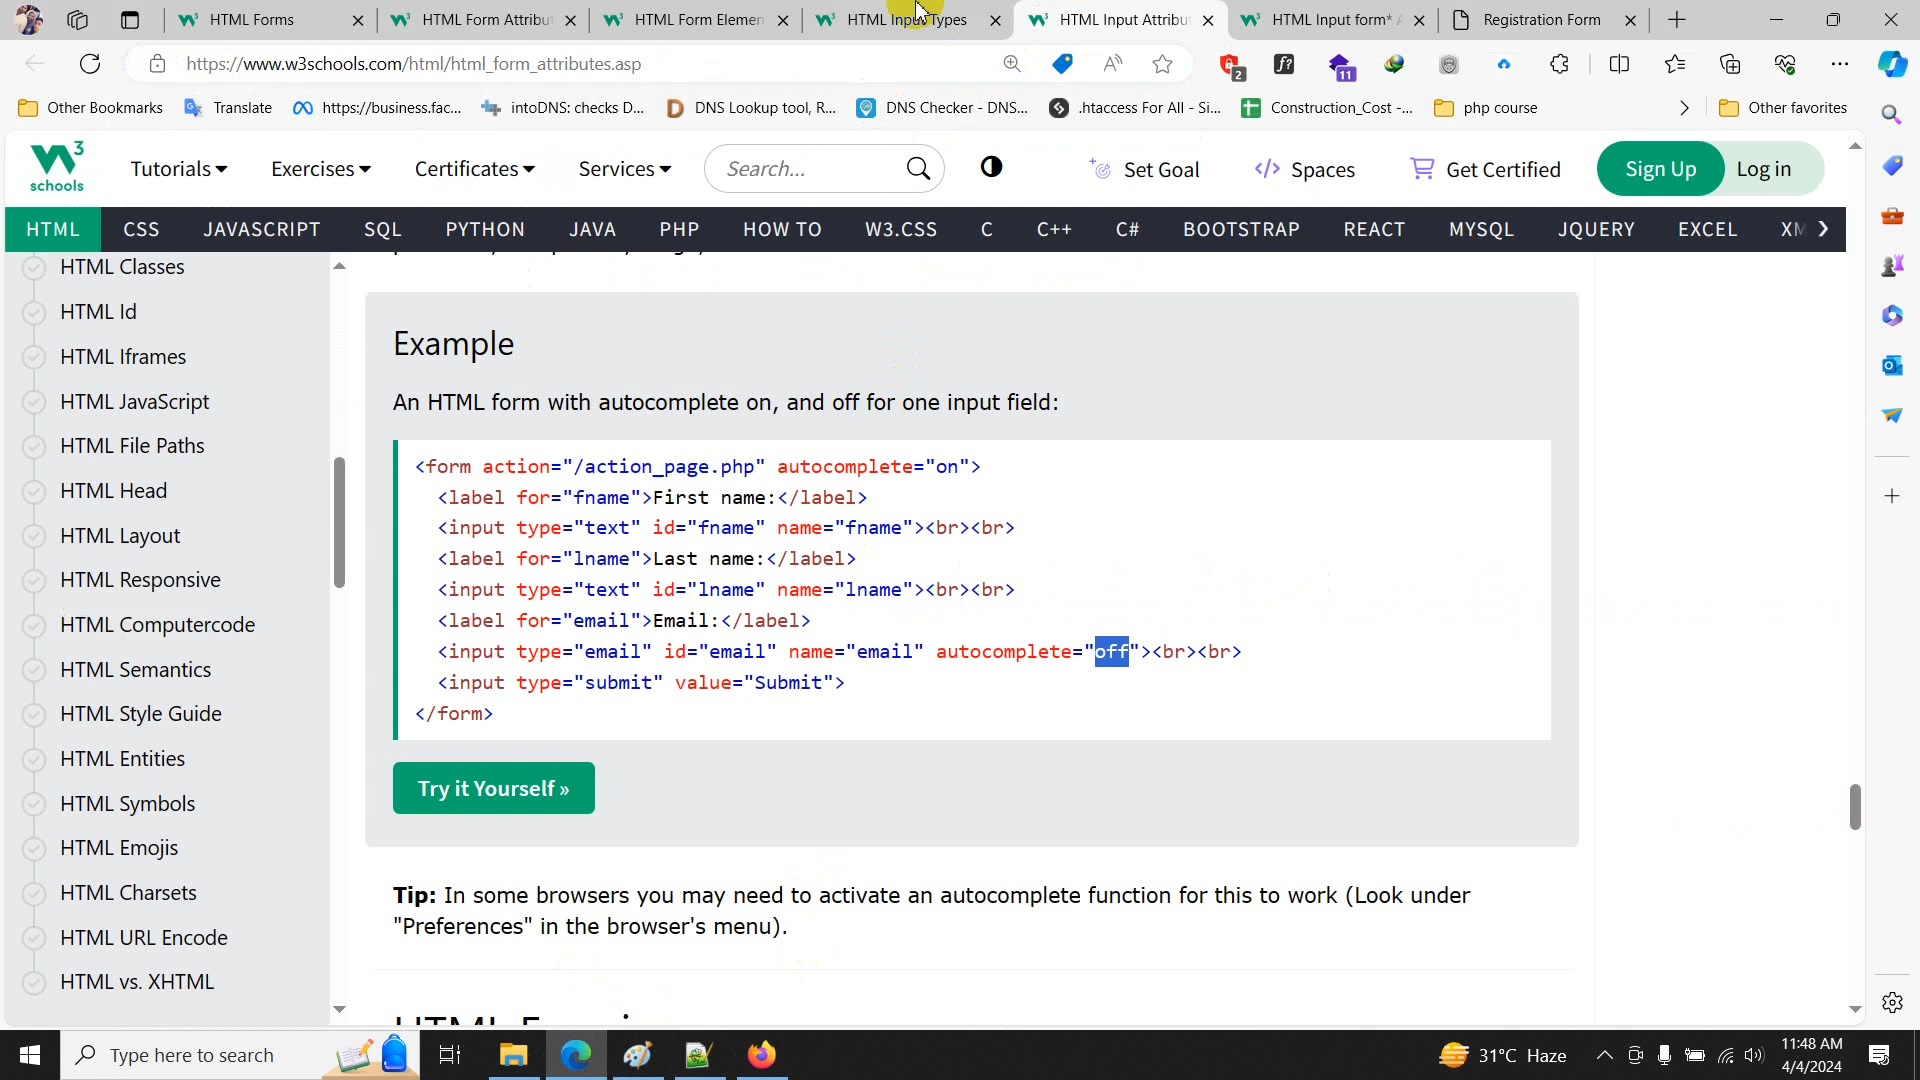 HTML Forms
HTML Form Attribu
HTML Form Elemen
HTML Input Types
HTML Input Attribu
HTML Input form*
Registration Form
https://www.w3schools.com/html/html_form_attributes.asp
2
f?
11
Other Bookmarks
Translate
https://business.fac...
intoDNS: checks D...
DNS Lookup tool, R...
DNS Checker - DNS...
.htaccess For All - Si...
Construction_Cost -...
php course
Other favorites
W3
schools
Tutorials
Exercises
Certificates
Services
Search...
Set Goal
Spaces
Get Certified
Sign Up
Log in
HTML CSS JAVASCRIPT SQL PYTHON JAVA PHP HOW TO W3.CSS C C++ C# BOOTSTRAP REACT MYSQL JQUERY EXCEL XM
HTML Classes
HTML Id
HTML Iframes
HTML JavaScript
HTML File Paths
HTML Head
HTML Layout
HTML Responsive
HTML Computercode
HTML Semantics
HTML Style Guide
HTML Entities
HTML Symbols
HTML Emojis
HTML Charsets
HTML URL Encode
HTML vs. XHTML
Example
An HTML form with autocomplete on, and off for one input field:
<form action="/action_page.php" autocomplete="on">
<label for="fname">First name:</label>
<input type="text" id="fname" name="fname"><br><br>
<label for="lname">Last name:</label>
<input type="text" id="lname" name="lname"><br><br>
<label for="email">Email:</label>
<input type="email" id="email" name="email" autocomplete="off"><br><br>
<input type="submit" value="Submit">
</form>
Try it Yourself »
Tip: In some browsers you may need to activate an autocomplete function for this to work (Look under
"Preferences" in the browser's menu).
Type here to search
31°C Haze
11:48 AM
4/4/2024